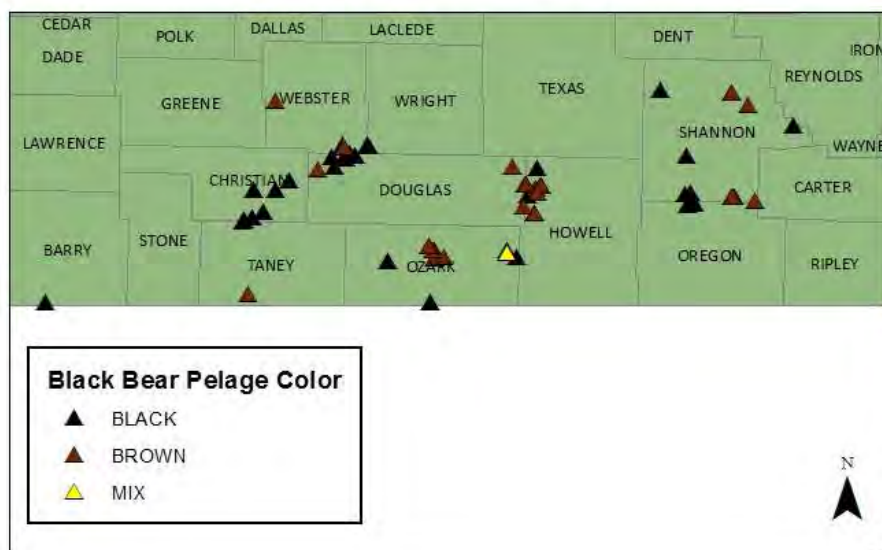 CEDAR
DALLAS
LACLEDE
POLK
DENT
DADE
IRON
REYNOLDS
TEXAS
GREENE
WEBSTER
WRIGHT
SHANNON
LAWRENCE
WAYNE
CHRISTIAN
DOUGLAS
CARTER
HOWELL
STONE
BARRY
OREGON
TANEY
OZARK
RIPLEY
Black Bear Pelage Color
BLACK
BROWN
MIX
N